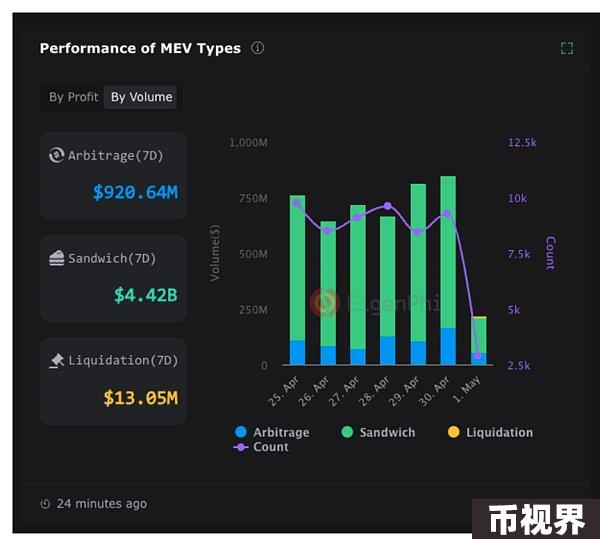 Performance of MEV Types
By Profit By Volume
Arbitrage(7D)
$920.64M
Sandwich(7D)
$4.42B
Liquidation(7D)
$13.05M
1,000M
750M
500M
250M
0
Volume($)
12.5k
10k
7.5k
5k
2.5k
Count
EigenPhi
25. Apr
26. Apr
27. Apr
28. Apr
29. Apr
30. Apr
1. May
Arbitrage Sandwich Liquidation
Count
24 minutes ago
币视界